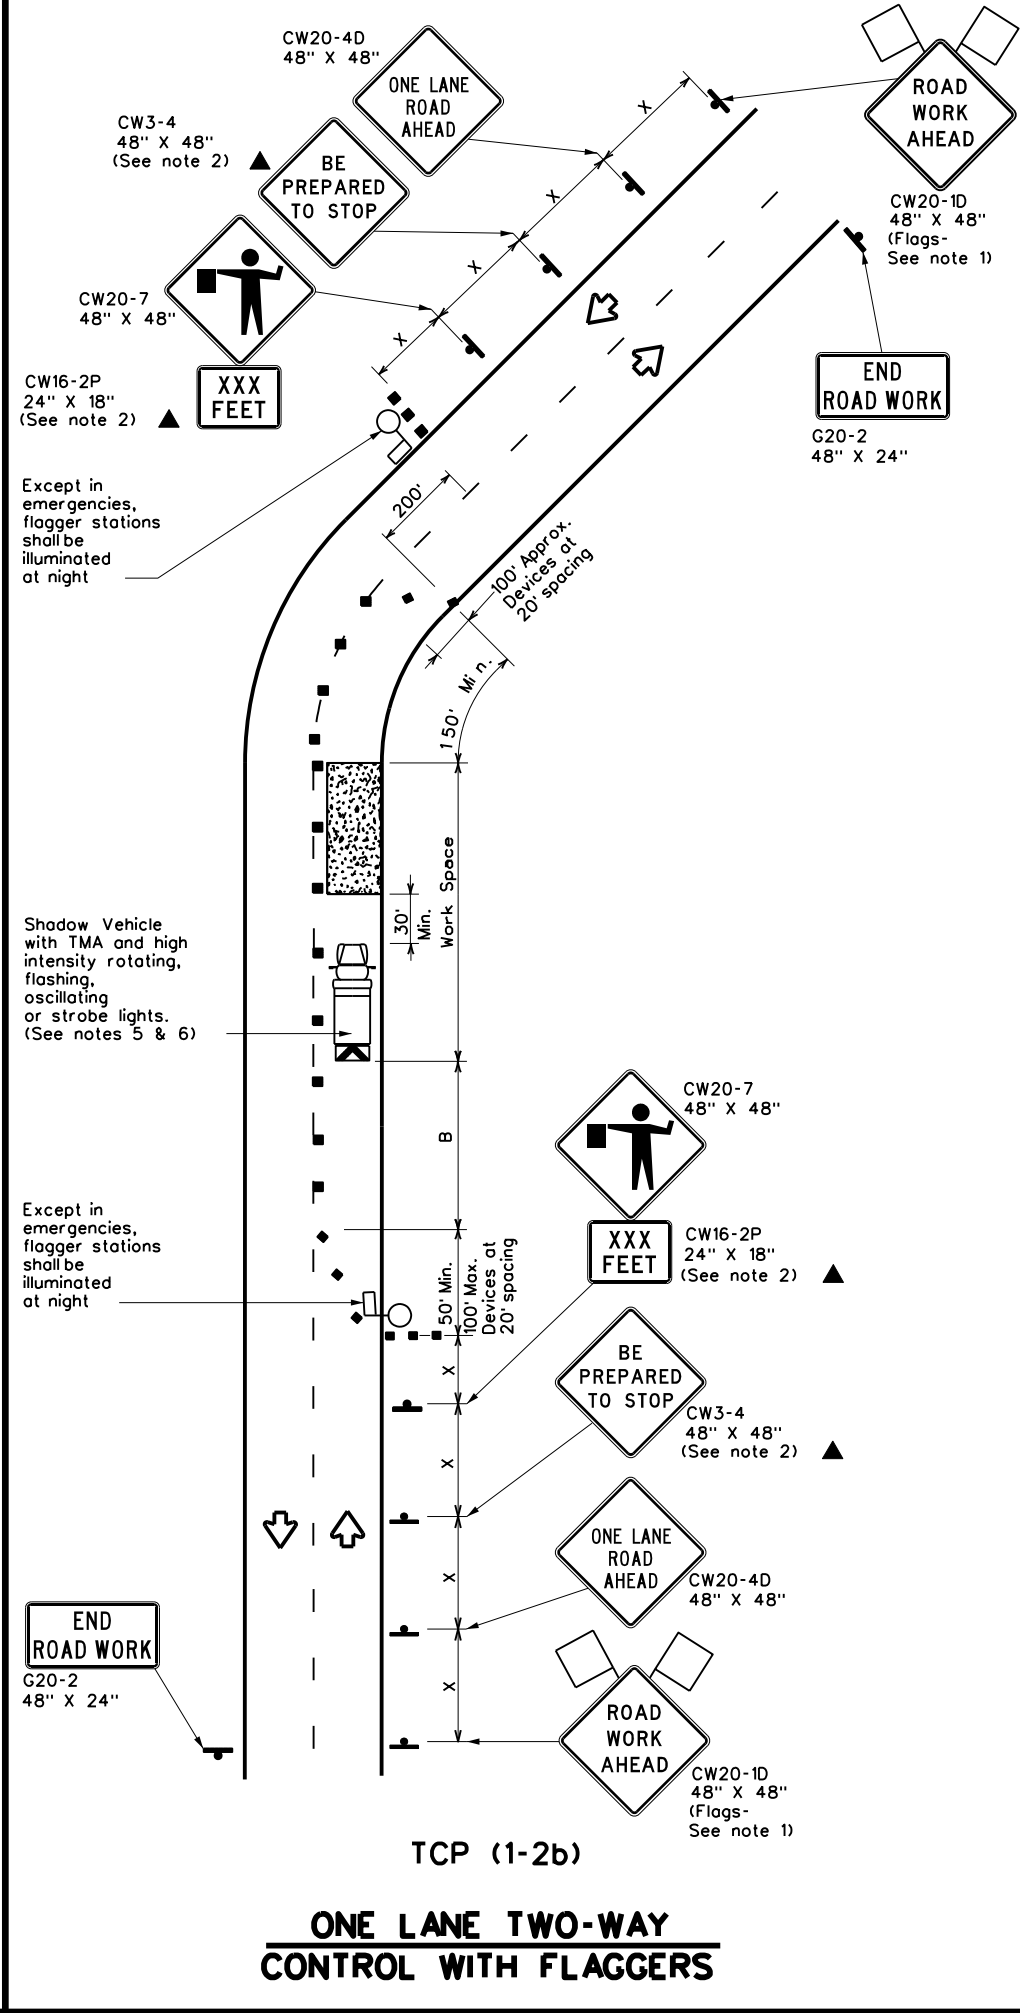 CW20-4D
48" X 48"
ONE LANE
ROAD
AHEAD
X
ROAD
WORK
AHEAD
CW3-4
48" X 48"
(See note 2)
BE
PREPARED
TO STOP
X
CW20-1D
48" X 48"
(Flags-
See note 1)
CW20-7
48" X 48"
X
X
CW16-2P
24" X 18"
(See note 2)
XXX
FEET
END
ROAD WORK
G20-2
48" X 24"
Except in
emergencies,
flagger stations
shall be
illuminated
at night
200'
100' Approx.
Devices at
20' spacing
150' Min.
Work Space
30'
Min.
Shadow Vehicle
with TMA and high
intensity rotating,
flashing,
oscillating
or strobe lights.
(See notes 5 & 6)
B
CW20-7
48" X 48"
XXX
FEET
CW16-2P
24" X 18"
(See note 2)
Except in
emergencies,
flagger stations
shall be
illuminated
at night
50' Min.
100' Max.
Devices at
20' spacing
X
BE
PREPARED
TO STOP
CW3-4
48" X 48"
(See note 2)
X
ONE LANE
ROAD
AHEAD
CW20-4D
48" X 48"
X
END
ROAD WORK
G20-2
48" X 24"
X
ROAD
WORK
AHEAD
CW20-1D
48" X 48"
(Flags-
See note 1)
TCP (1-2b)
ONE LANE TWO-WAY
CONTROL WITH FLAGGERS